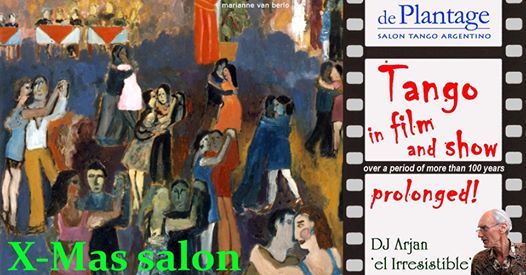 marianne van berlo
X-Mas salon
de Plantage
SALON TANGO ARGENTINO
Tango
in film
and show
over a period of more than 100 years
prolonged!
DJ Arjan
'el Irresistible'